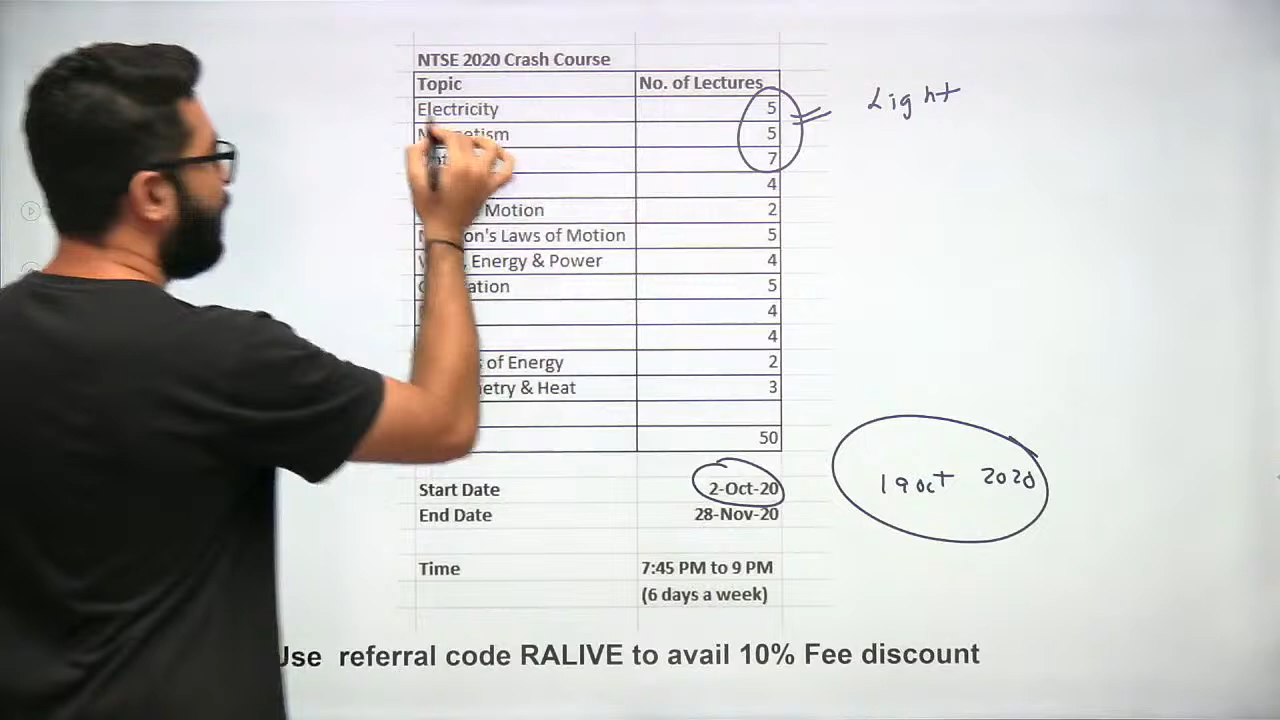 NTSE 2020 Crash Course
Topic No. of Lectures
Electricity 5
5
7
4
Motion 2
Laws of Motion 5
Energy & Power 4
5
4
4
of Energy 2
& Heat 3
50
Start Date 2-Oct-20
End Date 28-Nov-20
Time 7:45 PM to 9 PM
(6 days a week)
Use referral code RALIVE to avail 10% Fee discount
Light
19 oct 2020